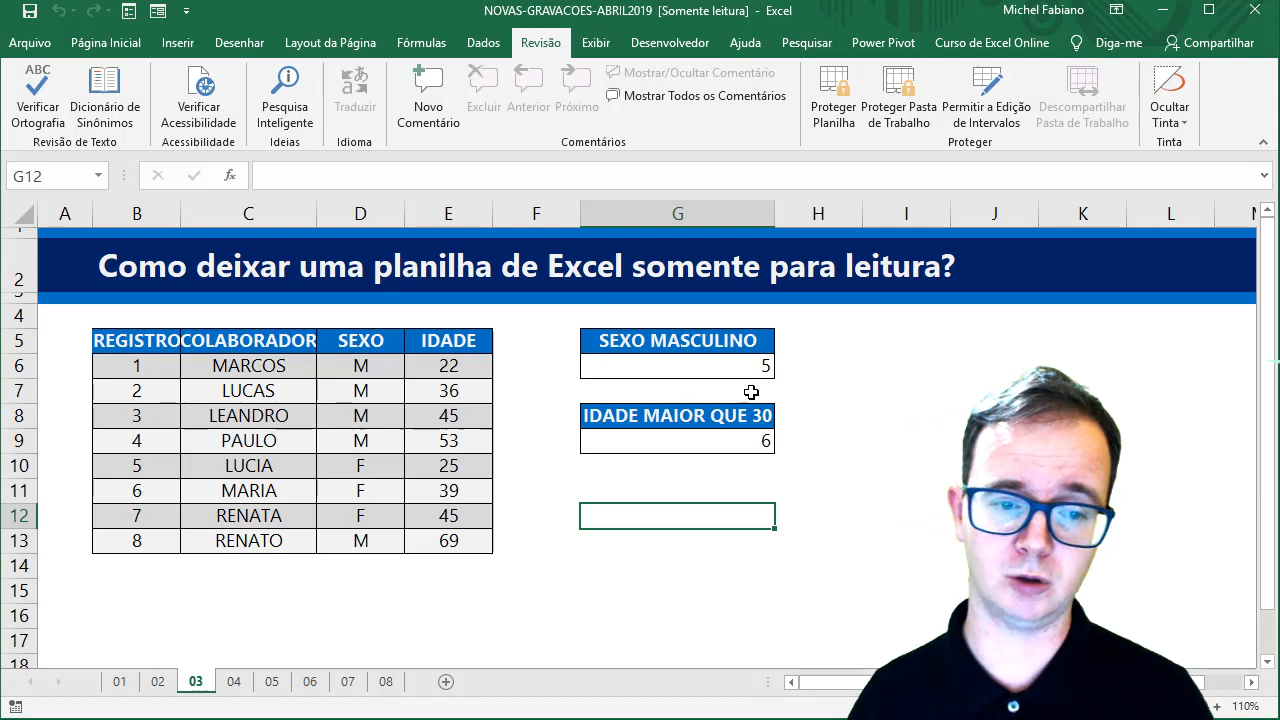 NOVAS-GRAVACOES-ABRIL2019 [Somente leitura] - Excel
Michel Fabiano
Arquivo Página Inicial Inserir Desenhar Layout da Página Fórmulas Dados Revisão Exibir Desenvolvedor Ajuda Pesquisar Power Pivot Curso de Excel Online Diga-me Compartilhar
ABC
Verificar Ortografia
Dicionário de Sinônimos
Revisão de Texto
Verificar Acessibilidade
Acessibilidade
Pesquisa Inteligente
Ideias
Traduzir
Idioma
Novo Comentário
Excluir
Anterior
Próximo
Mostrar/Ocultar Comentário
Mostrar Todos os Comentários
Comentários
Proteger Planilha
Proteger Pasta de Trabalho
Permitir a Edição de Intervalos
Descompartilhar Pasta de Trabalho
Proteger
Ocultar Tinta
Tinta
G12
fx
A B C D E F G H I J K L M
1
2 Como deixar uma planilha de Excel somente para leitura?
3
4
5 REGISTRO COLABORADOR SEXO IDADE SEXO MASCULINO
6 1 MARCOS M 22 5
7 2 LUCAS M 36
8 3 LEANDRO M 45 IDADE MAIOR QUE 30
9 4 PAULO M 53 6
10 5 LUCIA F 25
11 6 MARIA F 39
12 7 RENATA F 45
13 8 RENATO M 69
14
15
16
17
18
01 02 03 04 05 06 07 08
110%